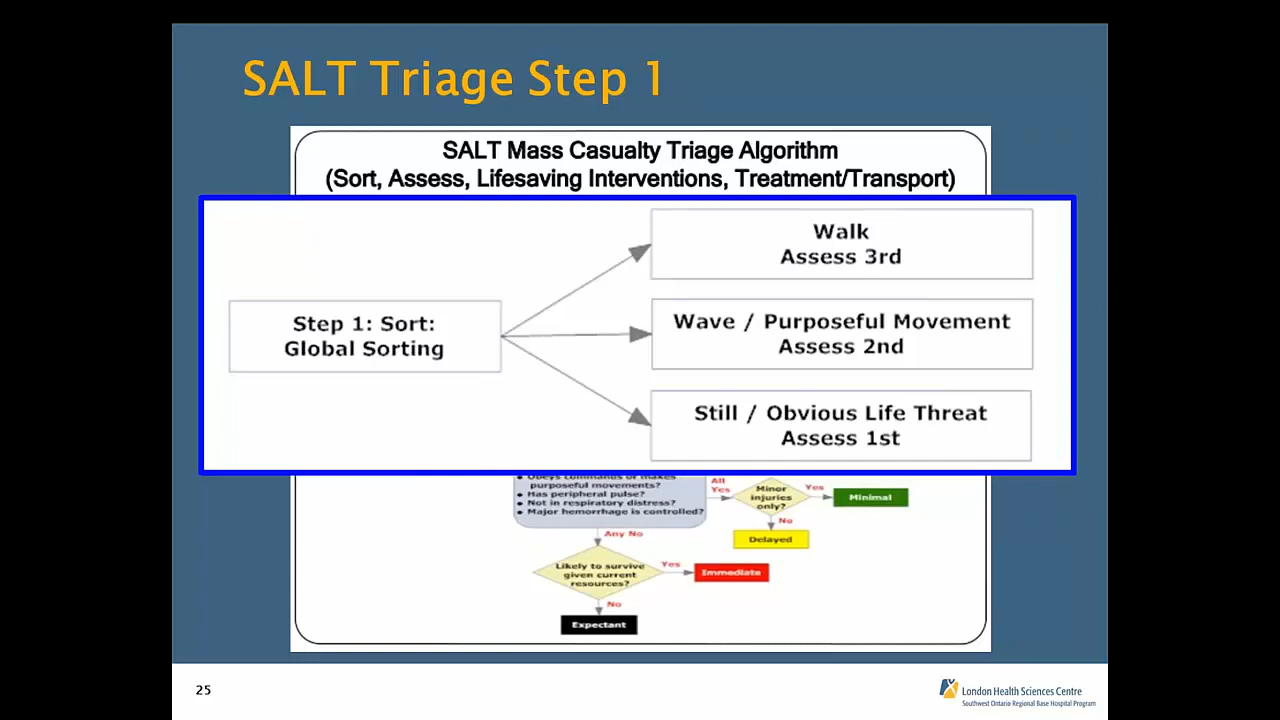 SALT Triage Step 1
SALT Mass Casualty Triage Algorithm
(Sort, Assess, Lifesaving Interventions, Treatment/Transport)
Step 1: Sort:
Global Sorting
Walk
Assess 3rd
Wave / Purposeful Movement
Assess 2nd
Still / Obvious Life Threat
Assess 1st
• Obeys commands or makes
purposeful movements?
• Has peripheral pulse?
• Not in respiratory distress?
• Major hemorrhage is controlled?
All
Yes
Minor
injuries
only?
Yes
Minimal
No
Delayed
Any No
Likely to survive
given current
resources?
Yes
Immediate
No
Expectant
25
London Health Sciences Centre
Southwest Ontario Regional Base Hospital Program